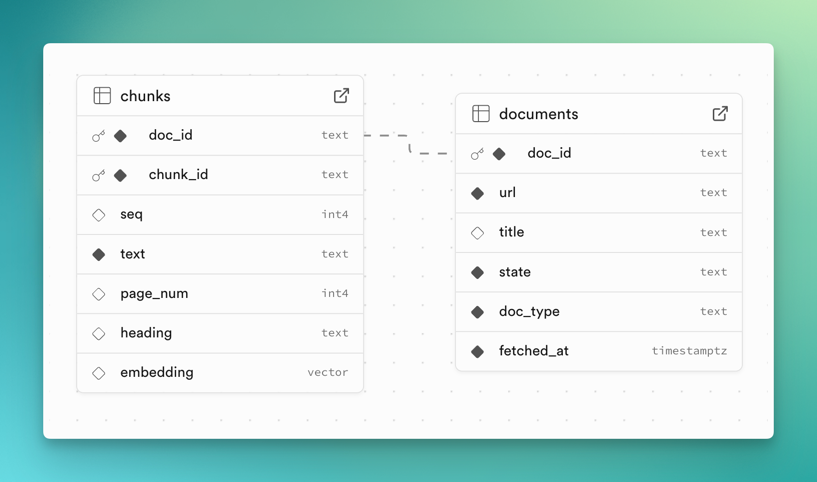 chunks
doc_id text
chunk_id text
seq int4
text text
page_num int4
heading text
embedding vector
documents
doc_id text
url text
title text
state text
doc_type text
fetched_at timestamptz